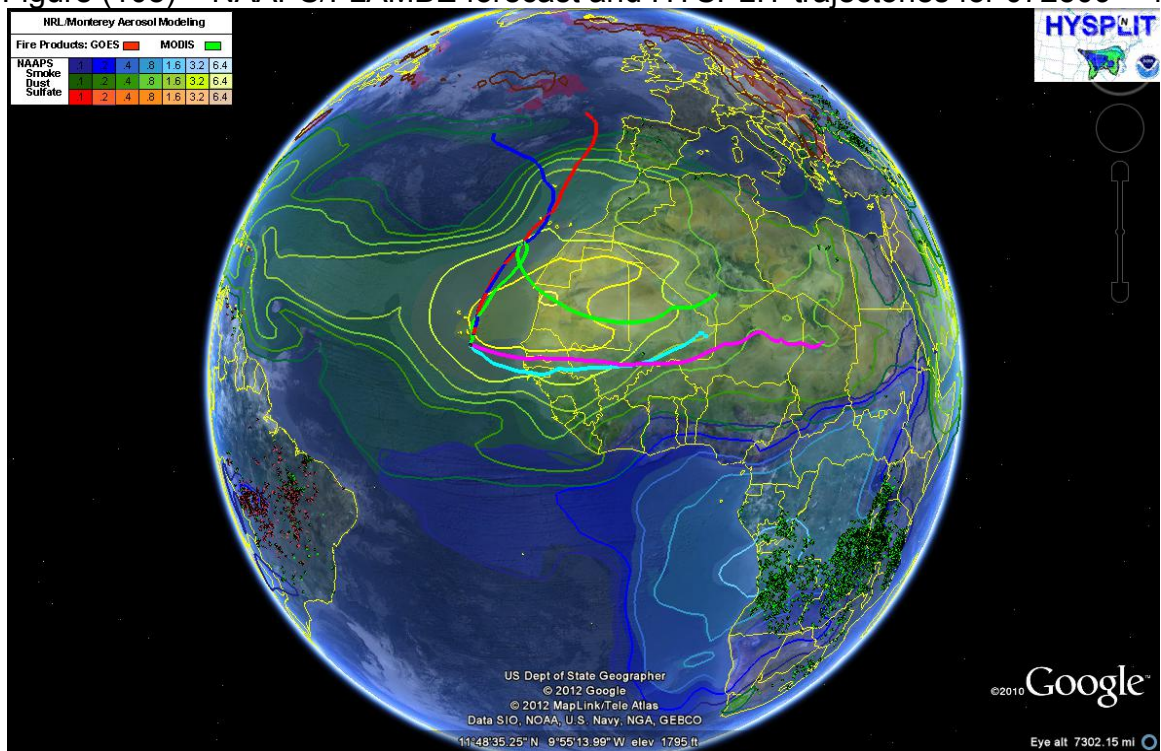 NRL/Monterey Aerosol Modeling
Fire Products: GOES MODIS
NAAPS
Smoke .1 .2 .4 .8 1.6 3.2 6.4
Dust .1 .2 .4 .8 1.6 3.2 6.4
Sulfate .1 .2 .4 .8 1.6 3.2 6.4
HYSPLIT
N
NOAA
US Dept of State Geographer
© 2012 Google
© 2012 MapLink/Tele Atlas
Data SIO, NOAA, U.S. Navy, NGA, GEBCO
11°48'35.25" N 9°55'13.99" W elev 1795 ft
©2010 Google™
Eye alt 7302.15 mi